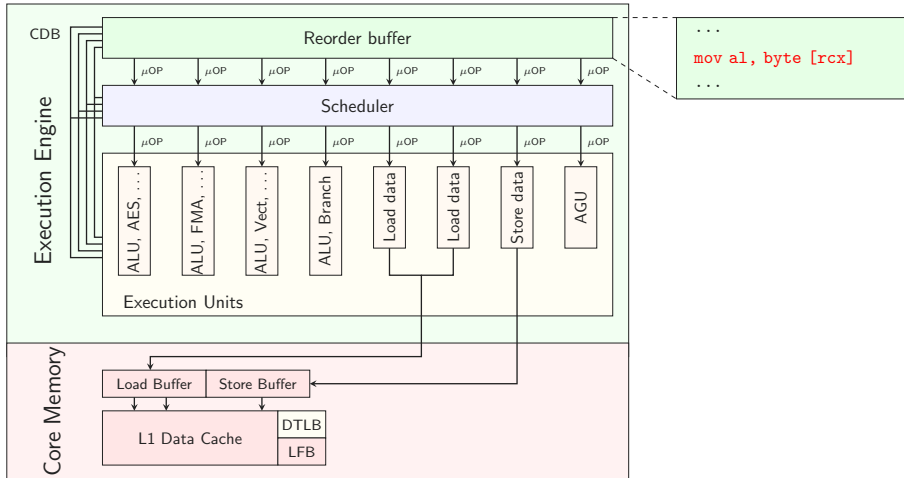 CDB
Reorder buffer
...
mov al, byte [rcx]
...
μOP μOP μOP μOP μOP μOP μOP μOP
Scheduler
μOP μOP μOP μOP μOP μOP μOP μOP
Execution Engine
ALU, AES, ...
ALU, FMA, ...
ALU, Vect, ...
ALU, Branch
Load data
Load data
Store data
AGU
Execution Units
Core Memory
Load Buffer
Store Buffer
L1 Data Cache
DTLB
LFB